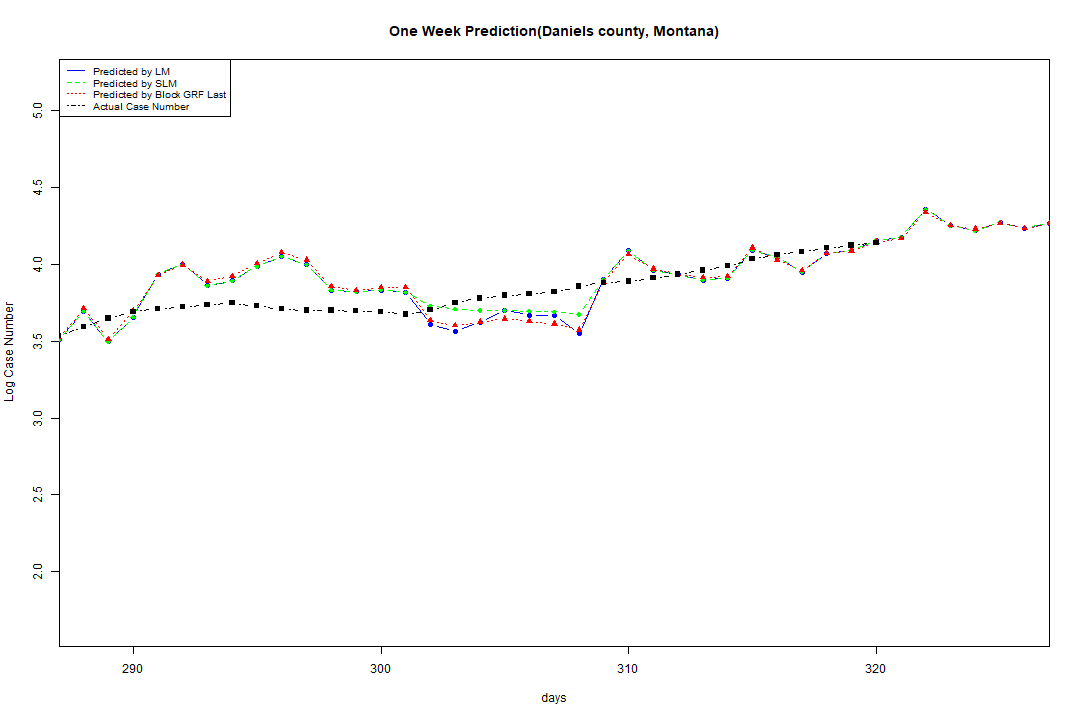 One Week Prediction(Daniels county, Montana)
Predicted by LM
Predicted by SLM
Predicted by Block GRF Last
Actual Case Number
5.0
4.5
4.0
3.5
3.0
2.5
2.0
Log Case Number
290 300 310 320
days